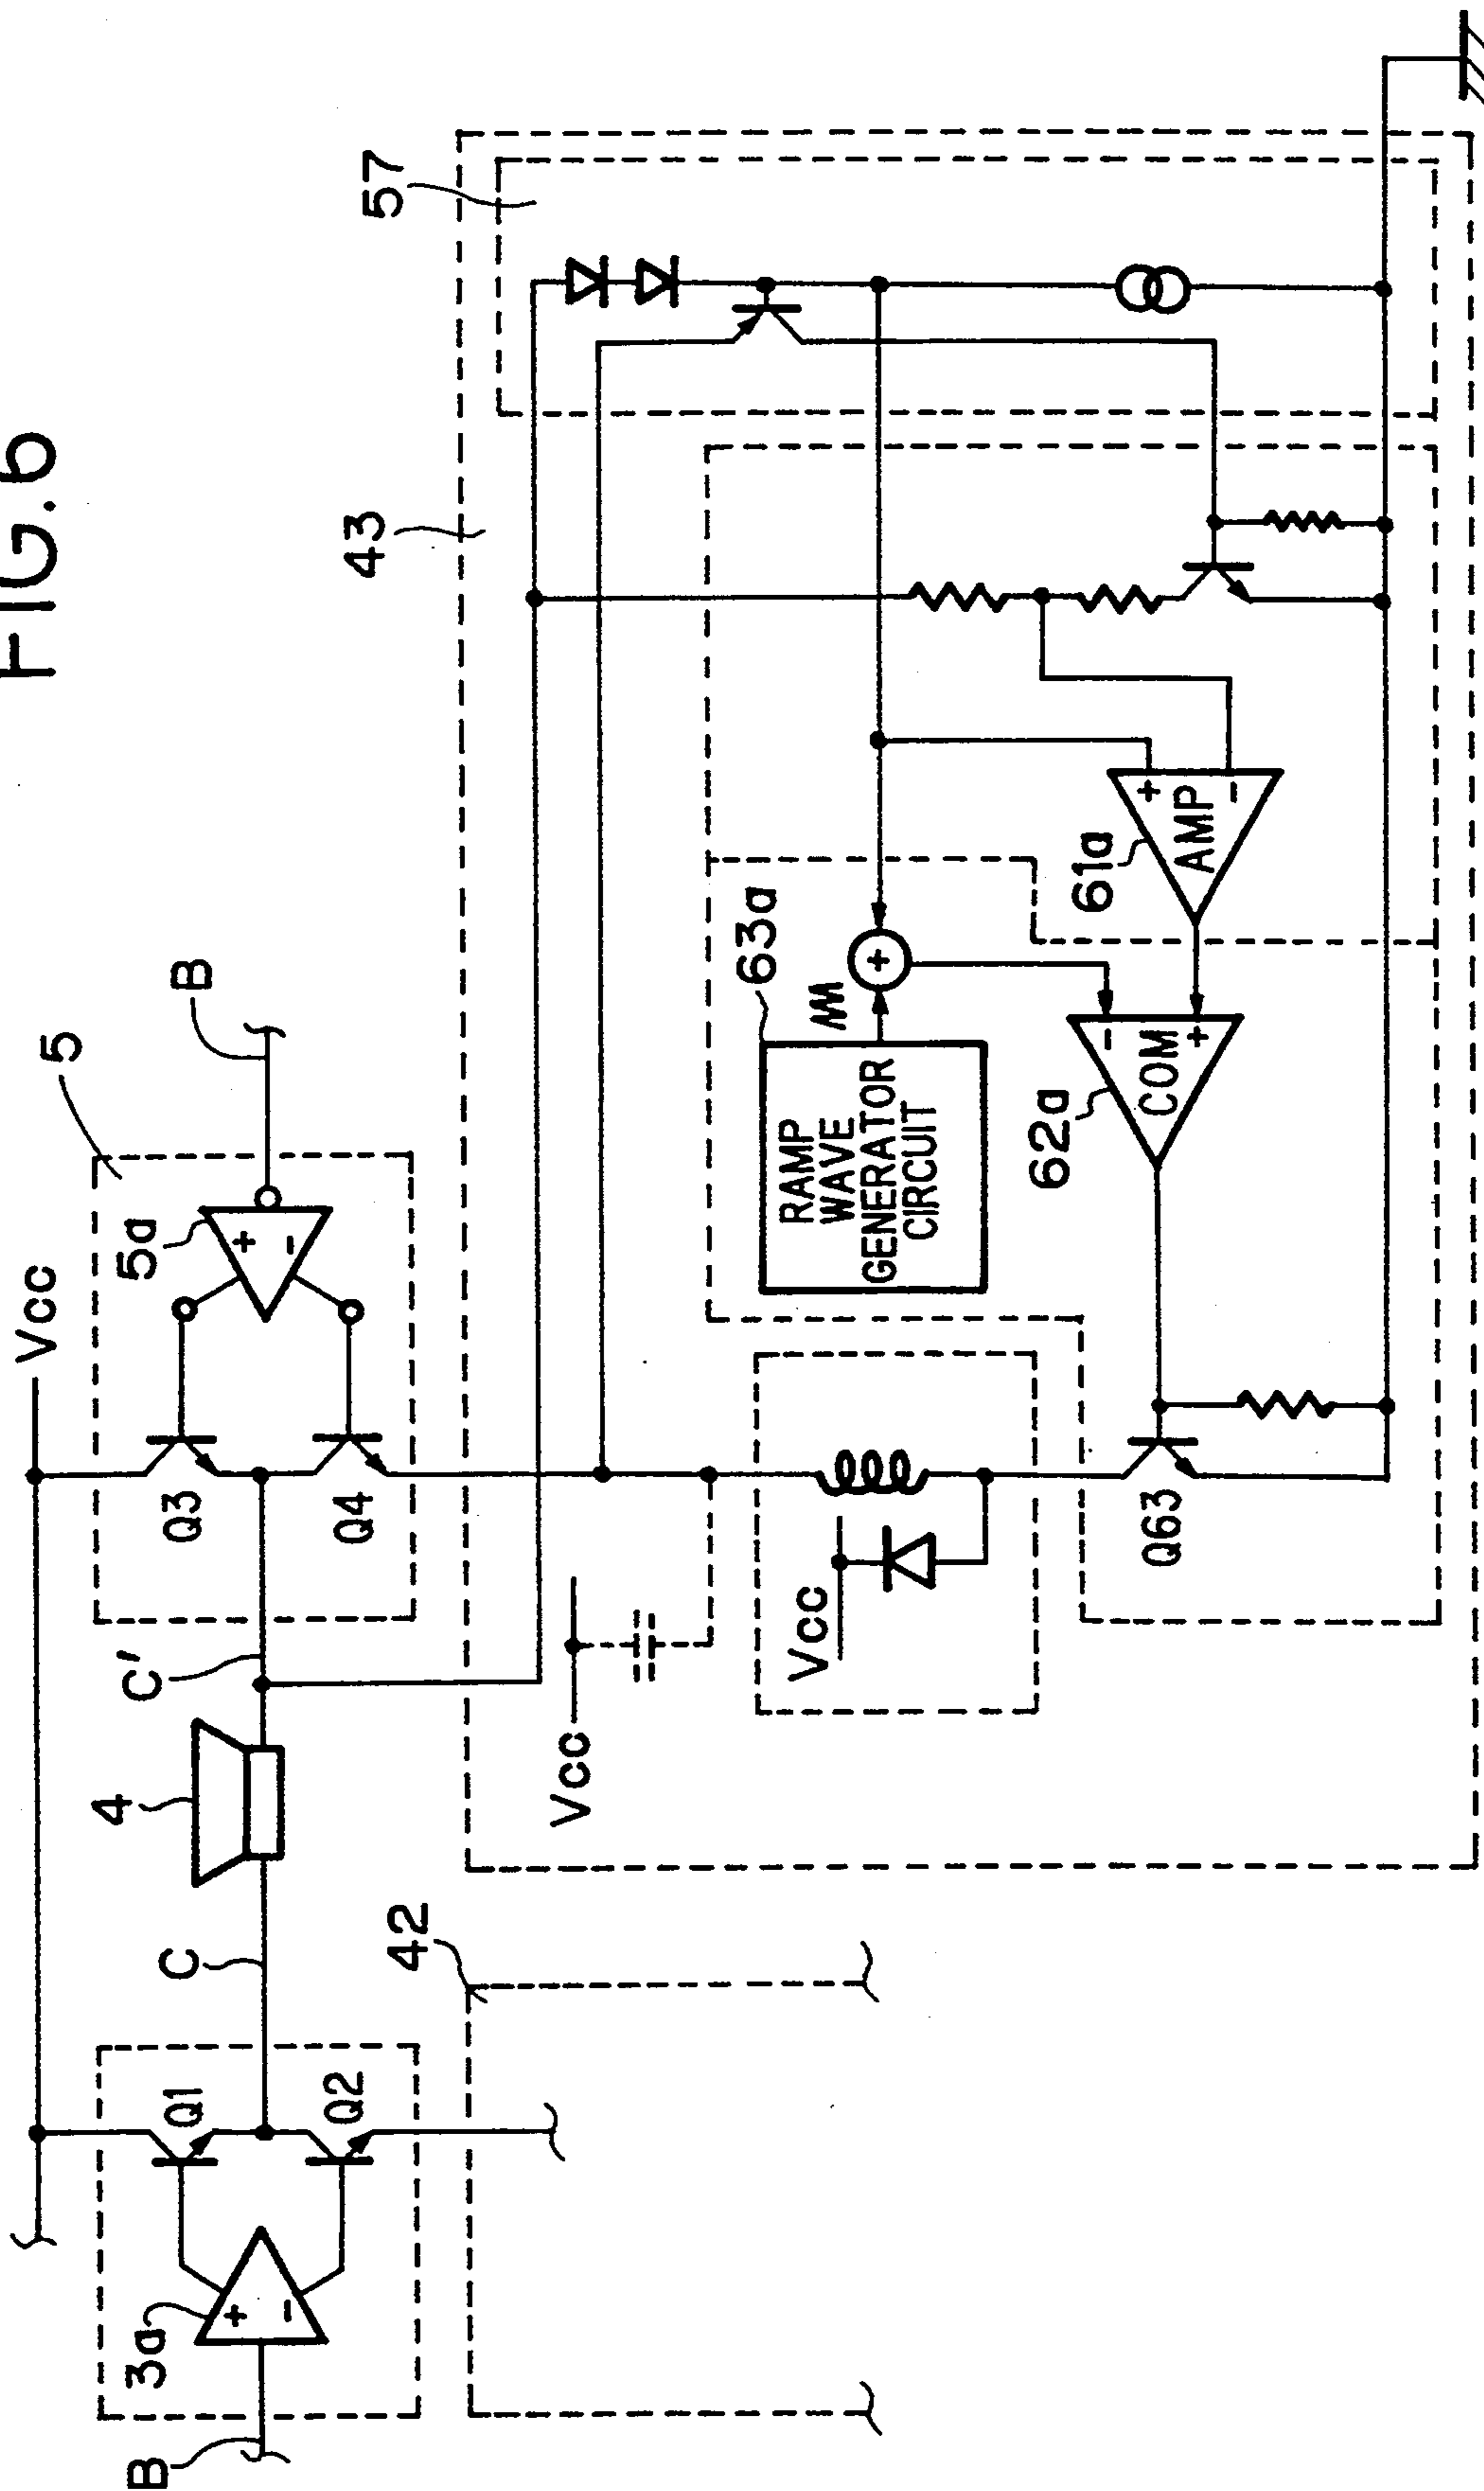 FIG.6
Vcc
B
3a
Q1
Q2
C
4
C'
Q3
Q4
5a
5
B
+
-
+
-
42
43
57
Vcc
Vcc
Q63
RAMP
WAVE
GENERATOR
CIRCUIT
63a
+
62a
COM
-
+
61a
AMP
+
-